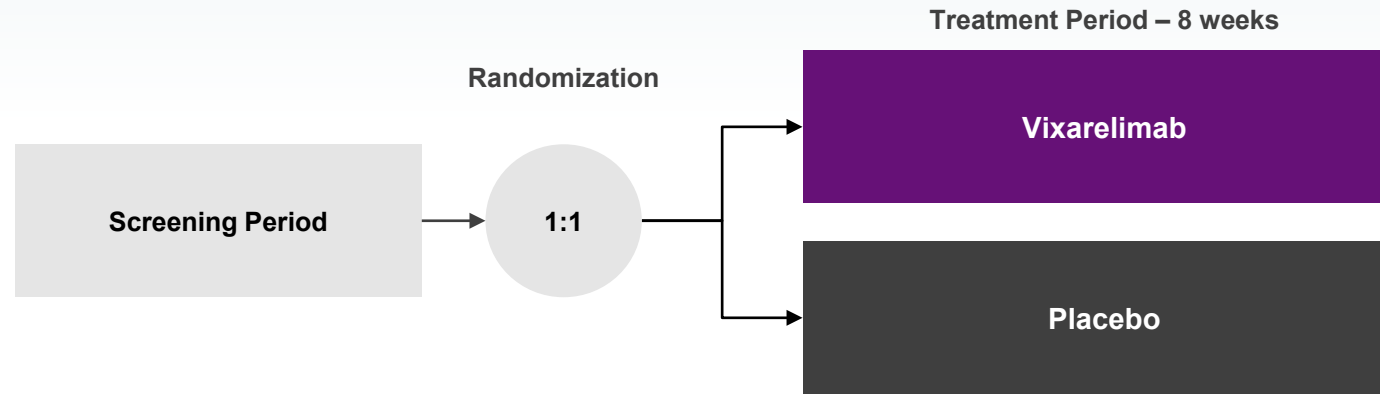 Treatment Period – 8 weeks
Randomization
Vixarelimab
Screening Period
1:1
Placebo